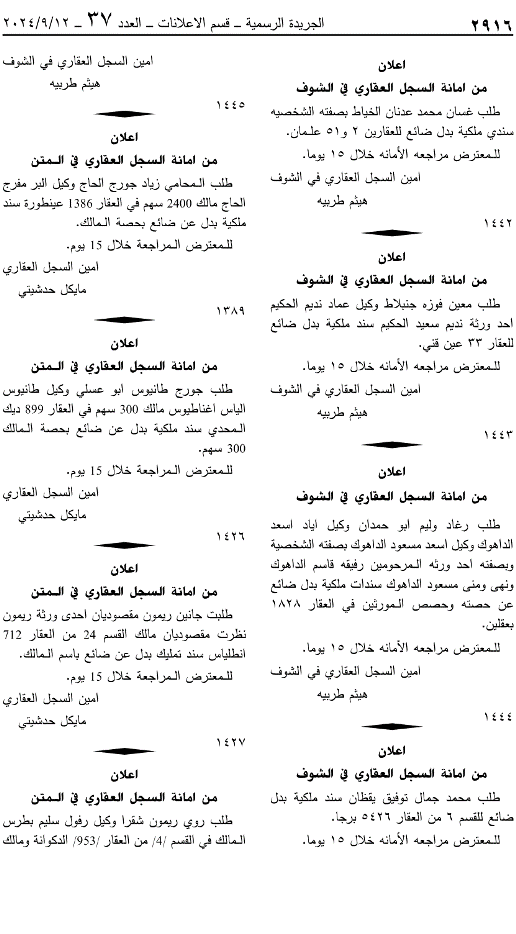 ٢٩١٦
الجريدة الرسمية – قسم الاعلانات – العدد ٣٧ – ٢٠٢٤/٩/١٢
اعلان
من امانة السجل العقاري في الشوف
طلب غسان محمد عدنان الخياط بصفته الشخصيه
سندي ملكية بدل ضائع للعقارين ٢ و٥١ علمان.
للمعترض مراجعه الأمانه خلال ١٥ يوما.
امين السجل العقاري في الشوف
هيثم طربيه
١٤٤٢
اعلان
من امانة السجل العقاري في الشوف
طلب معين فوزه جنبلاط وكيل عماد نديم الحكيم
احد ورثة نديم سعيد الحكيم سند ملكية بدل ضائع
للعقار ٣٣ عين قني.
للمعترض مراجعه الأمانه خلال ١٥ يوما.
امين السجل العقاري في الشوف
هيثم طربيه
١٤٤٣
اعلان
من امانة السجل العقاري في الشوف
طلب رغاد وليم ابو حمدان وكيل اياد اسعد
الداهوك وكيل اسعد مسعود الداهوك بصفته الشخصية
وبصفته احد ورثه المرحومين رفيقه قاسم الداهوك
ونهى ومنى مسعود الداهوك سندات ملكية بدل ضائع
عن حصته وحصص المورثين في العقار ١٨٢٨
بعقلين.
للمعترض مراجعه الأمانه خلال ١٥ يوما.
امين السجل العقاري في الشوف
هيثم طربيه
١٤٤٤
اعلان
من امانة السجل العقاري في الشوف
طلب محمد جمال توفيق يقظان سند ملكية بدل
ضائع للقسم ٦ من العقار ٥٤٢٦ برجا.
للمعترض مراجعه الأمانه خلال ١٥ يوما.
امين السجل العقاري في الشوف
هيثم طربيه
١٤٤٥
اعلان
من امانة السجل العقاري في المتن
طلب المحامي زياد جورج الحاج وكيل البر مفرج
الحاج مالك 2400 سهم في العقار 1386 عينطورة سند
ملكية بدل عن ضائع بحصة المالك.
للمعترض المراجعة خلال 15 يوم.
امين السجل العقاري
مايكل حدشيتي
١٣٨٩
اعلان
من امانة السجل العقاري في المتن
طلب جورج طانيوس ابو عسلي وكيل طانيوس
الياس اغناطيوس مالك 300 سهم في العقار 899 ديك
المحدي سند ملكية بدل عن ضائع بحصة المالك
300 سهم.
للمعترض المراجعة خلال 15 يوم.
امين السجل العقاري
مايكل حدشيتي
١٤٢٦
اعلان
من امانة السجل العقاري في المتن
طلبت جانين ريمون مقصوديان احدى ورثة ريمون
نظرت مقصوديان مالك القسم 24 من العقار 712
انطلياس سند تمليك بدل عن ضائع باسم المالك.
للمعترض المراجعة خلال 15 يوم.
امين السجل العقاري
مايكل حدشيتي
١٤٢٧
اعلان
من امانة السجل العقاري في المتن
طلب روي ريمون شقرا وكيل رفول سليم بطرس
المالك في القسم /4/ من العقار /953/ الدكوانة ومالك